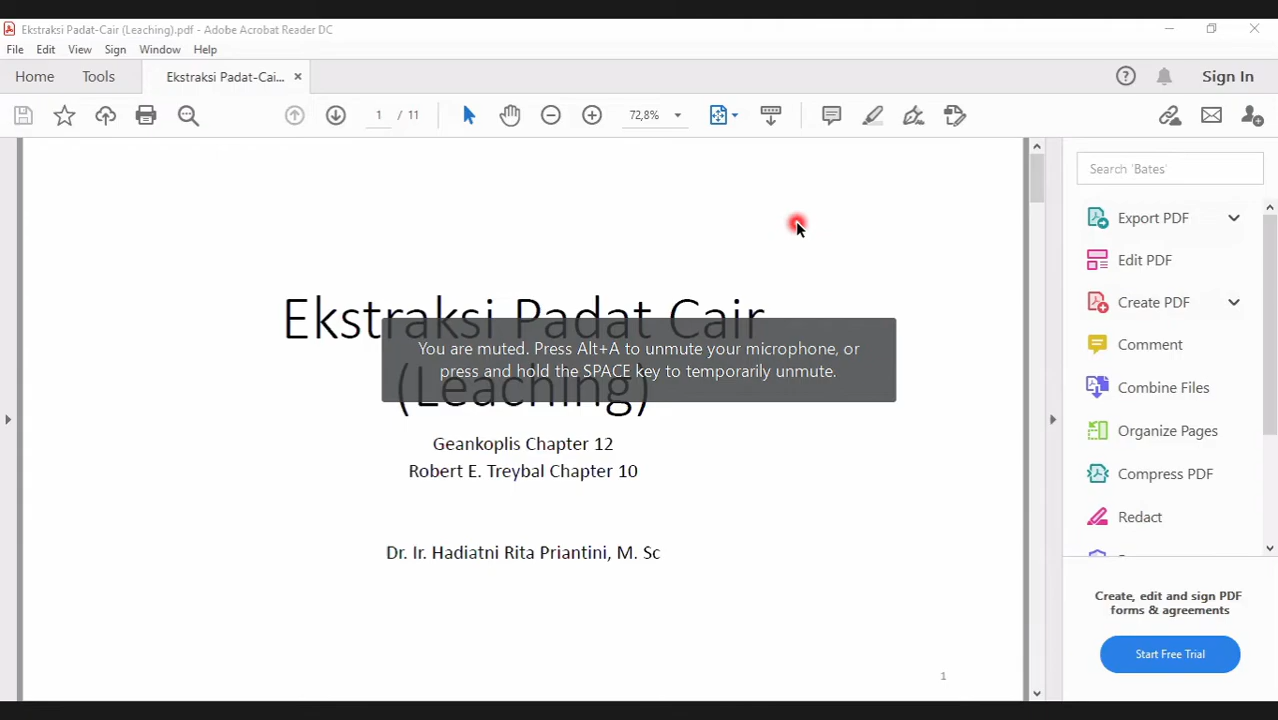 Ekstraksi Padat-Cair (Leaching).pdf - Adobe Acrobat Reader DC
File Edit View Sign Window Help
Home Tools Ekstraksi Padat-Cai... × Sign In
1 / 11 72,8%
Search 'Bates'
Export PDF
Edit PDF
Create PDF
Comment
Combine Files
Organize Pages
Compress PDF
Redact
Create, edit and sign PDF
forms & agreements
Start Free Trial
Ekstraksi Padat Cair
(Leaching)
You are muted. Press Alt+A to unmute your microphone, or
press and hold the SPACE key to temporarily unmute.
Geankoplis Chapter 12
Robert E. Treybal Chapter 10
Dr. Ir. Hadiatni Rita Priantini, M. Sc
1